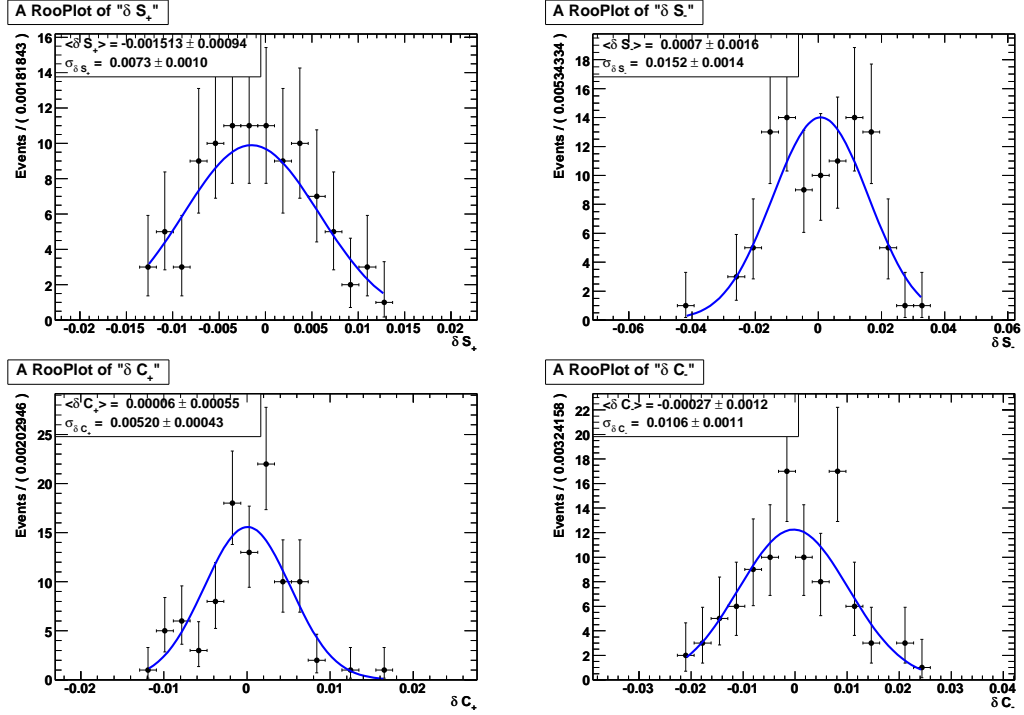 A RooPlot of "δ S+"
<δ S+> = -0.001513 ± 0.00094
σδ S+ = 0.0073 ± 0.0010
Events / ( 0.00181843 )
16
14
12
10
8
6
4
2
0
-0.02 -0.015 -0.01 -0.005 0 0.005 0.01 0.015 0.02
δ S+
A RooPlot of "δ S-"
<δ S-> = 0.0007 ± 0.0016
σδ S- = 0.0152 ± 0.0014
Events / ( 0.00534334 )
18
16
14
12
10
8
6
4
2
0
-0.06 -0.04 -0.02 0 0.02 0.04 0.06
δ S-
A RooPlot of "δ C+"
<δ C+> = 0.00006 ± 0.00055
σδ C+ = 0.00520 ± 0.00043
Events / ( 0.00202946 )
25
20
15
10
5
0
-0.02 -0.01 0 0.01 0.02
δ C+
A RooPlot of "δ C-"
<δ C-> = -0.00027 ± 0.0012
σδ C- = 0.0106 ± 0.0011
Events / ( 0.00324158 )
22
20
18
16
14
12
10
8
6
4
2
0
-0.03 -0.02 -0.01 0 0.01 0.02 0.03 0.04
δ C-